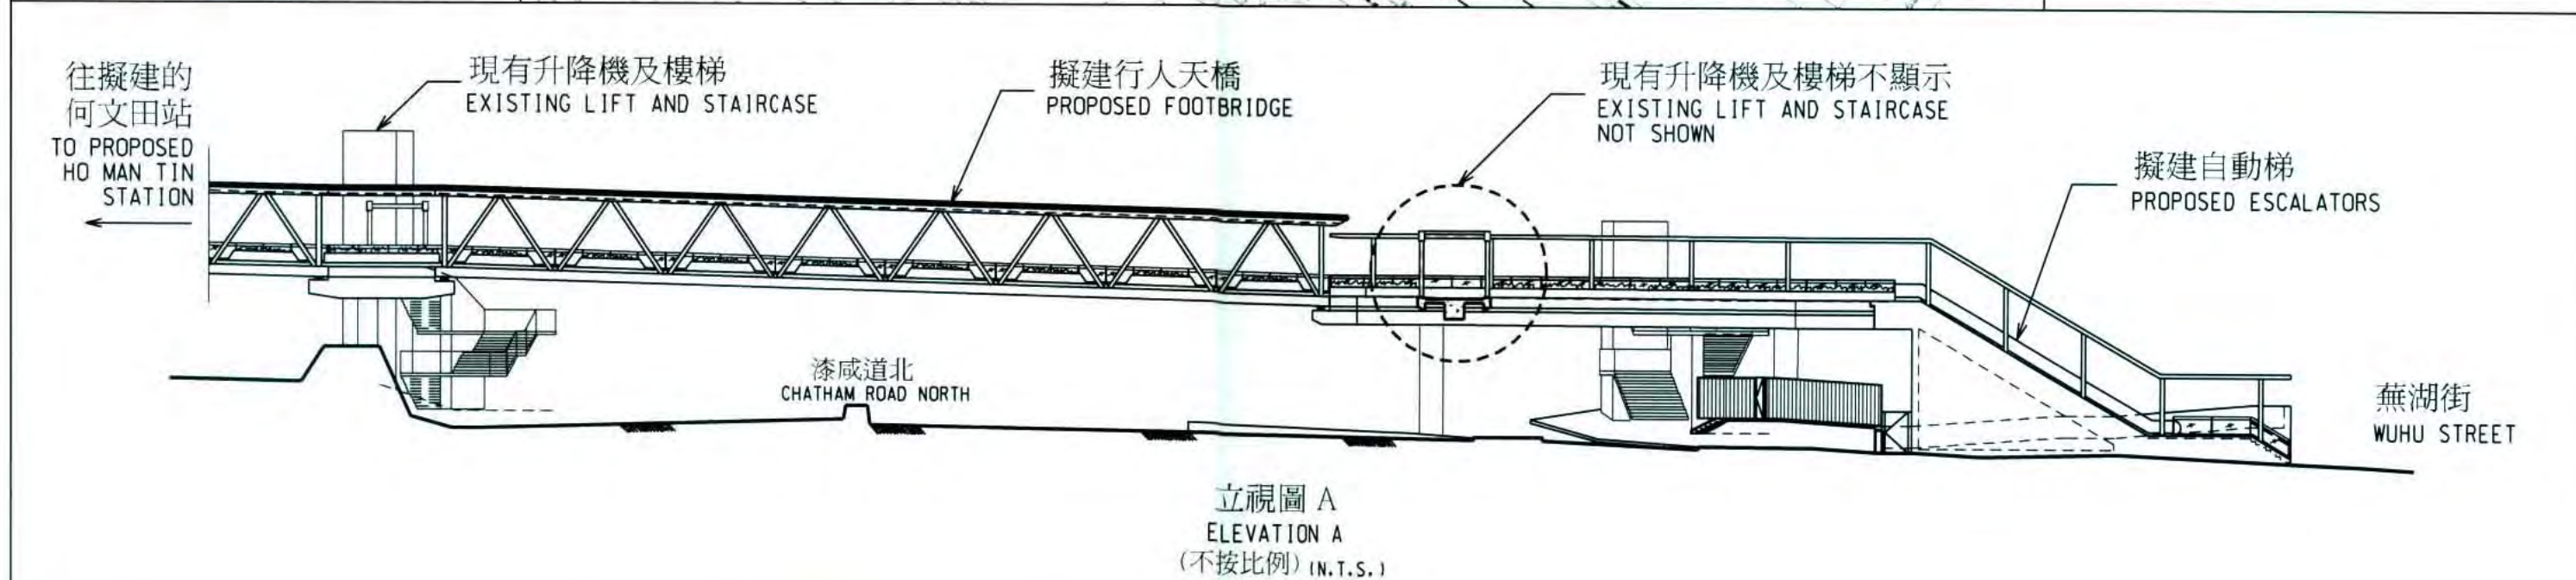 往擬建的
何文田站
TO PROPOSED
HO MAN TIN
STATION
現有升降機及樓梯
EXISTING LIFT AND STAIRCASE
擬建行人天橋
PROPOSED FOOTBRIDGE
現有升降機及樓梯不顯示
EXISTING LIFT AND STAIRCASE
NOT SHOWN
擬建自動梯
PROPOSED ESCALATORS
漆咸道北
CHATHAM ROAD NORTH
蕪湖街
WUHU STREET
立視圖 A
ELEVATION A
(不按比例) (N.T.S.)